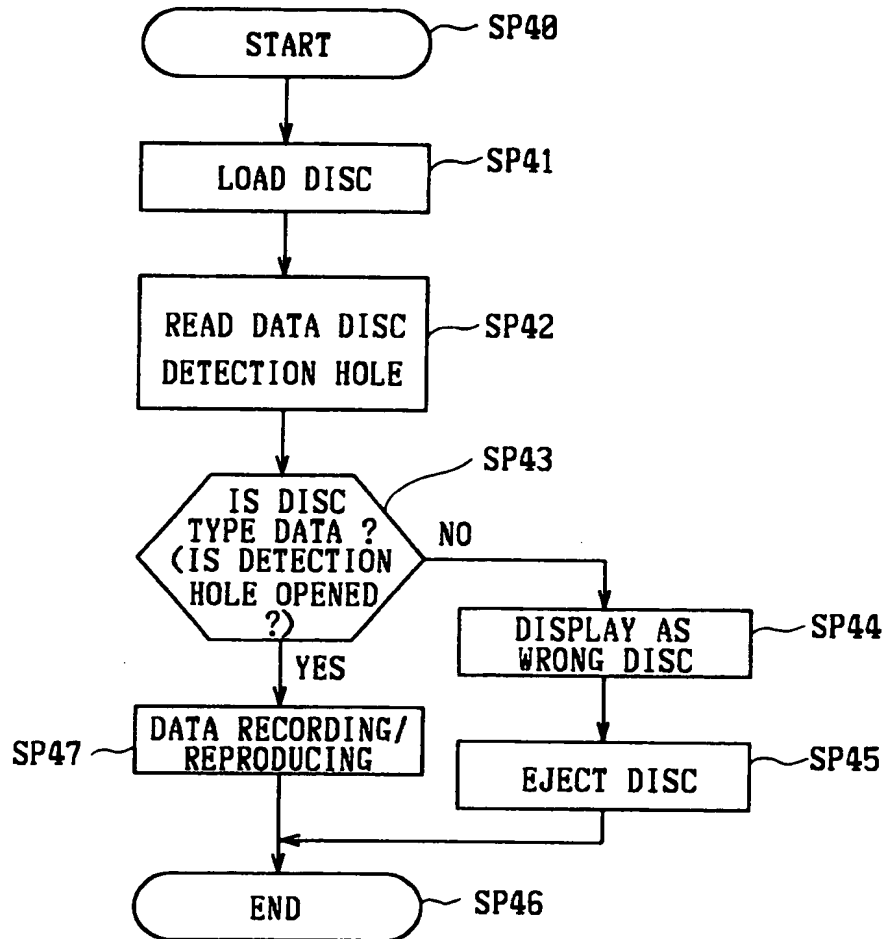 START
SP40
LOAD DISC
SP41
READ DATA DISC
DETECTION HOLE
SP42
SP43
IS DISC
TYPE DATA ?
(IS DETECTION
HOLE OPENED
?)
NO
YES
DISPLAY AS
WRONG DISC
SP44
SP47
DATA RECORDING/
REPRODUCING
EJECT DISC
SP45
END
SP46